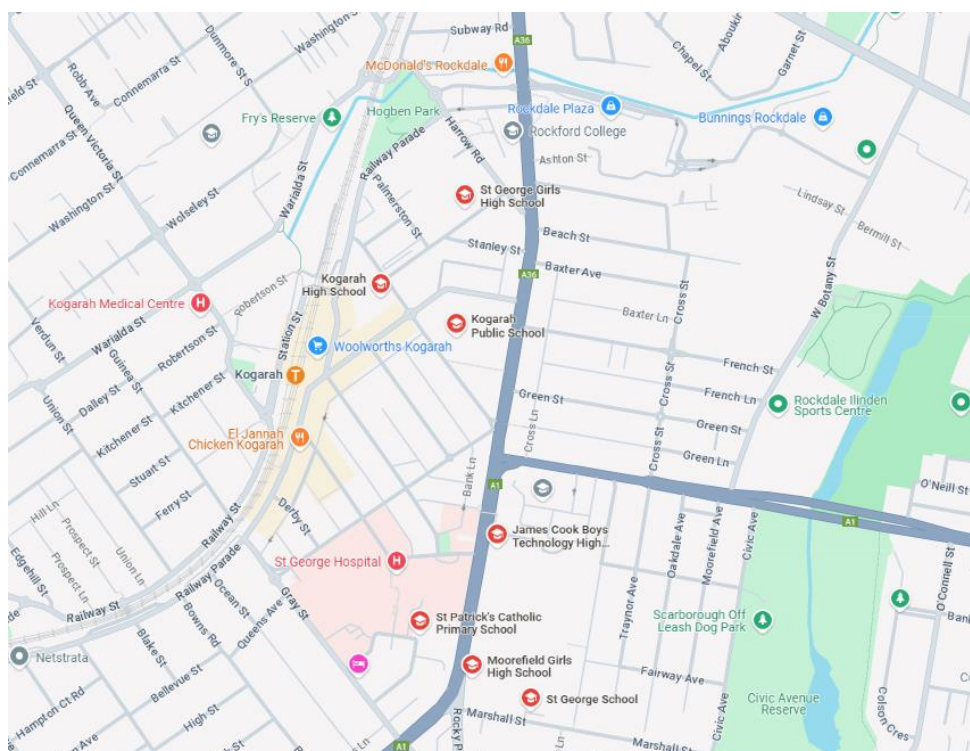 Subway Rd
A36
McDonald's Rockdale
Washington St
Dunmore St S
Connemarra St
Robb Ave
Queen Victoria St
Connemarra St
Washington St
Wolseley St
Warialda St
Fry's Reserve
Hogben Park
Railway Parade
Harrow Rd
Palmerston St
Chapel St
Garnet St
Rockdale Plaza
Bunnings Rockdale
Rockford College
Ashton St
St George Girls
High School
Lindsay St
Bermill St
Stanley St
Beach St
Baxter Ave
A36
Kogarah
High School
Robertson St
Station St
Kogarah Medical Centre
Kogarah
Public School
Baxter Ln
Cross St
W Botany St
Verdun St
Warialda St
Guinea St
Robertson St
Woolworths Kogarah
Kogarah
French St
French Ln
Cross St
Union St
Dalley St
Kitchener St
Kitchener St
Green St
Green St
Green Ln
Cross Ln
Cross St
Rockdale Ilinden
Sports Centre
El Jannah
Chicken Kogarah
Stuart St
Ferry St
Hill Ln
Prospect St
Prospect Ln
Union Ln
Edgehill St
Railway St
Derby St
Bank Ln
A1
O'Neill St
A1
James Cook Boys
Technology High...
St George Hospital
Railway Parade
Railway St
Ocean St
Queens Ave
Gray St
Bowns Rd
Blake St
Bellevue St
High St
Hampton Ct Rd
Netstrata
St Patrick's Catholic
Primary School
Traynor Ave
Oakdale Ave
Moorefield Ave
Civic Ave
Scarborough Off
Leash Dog Park
O'Connell St
Moorefield Girls
High School
St George School
Fairway Ave
Civic Ave
Civic Avenue
Reserve
Colson Cres
A1
Rocky P
Marshall St
Marshall St